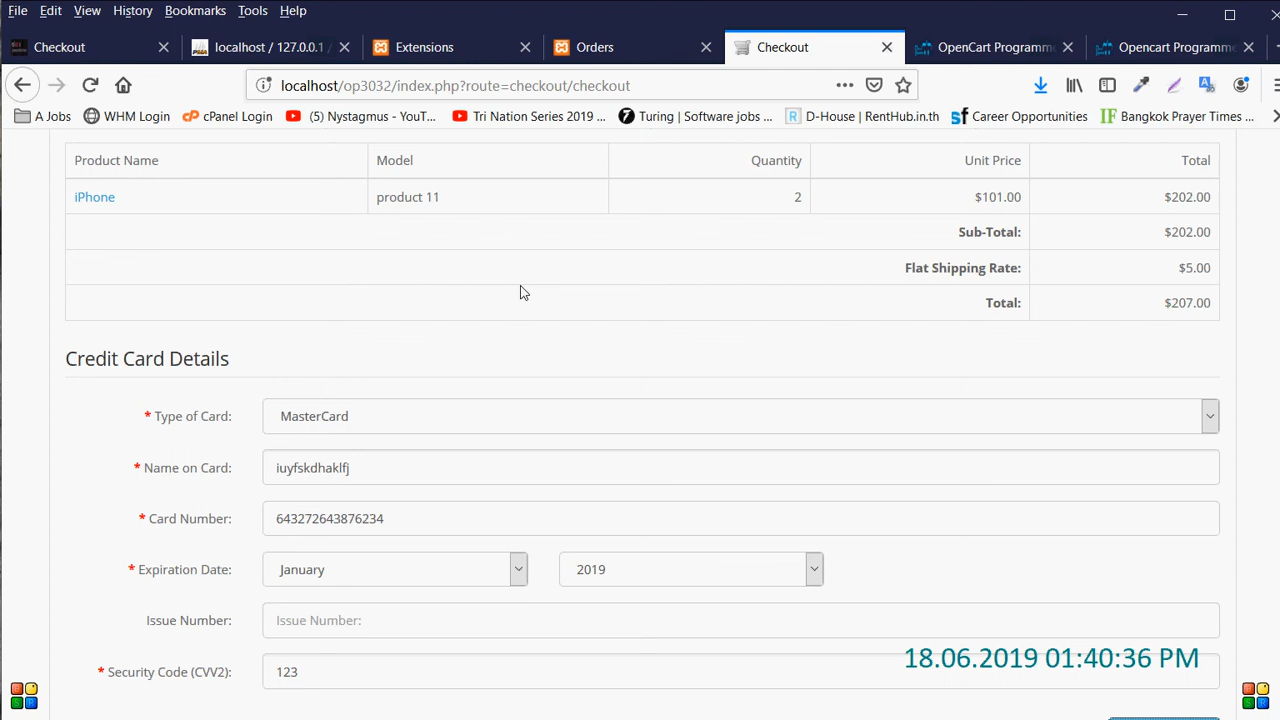 File Edit View History Bookmarks Tools Help
Checkout localhost / 127.0.0.1 / Extensions Orders Checkout OpenCart Programme Opencart Programme
localhost/op3032/index.php?route=checkout/checkout
A Jobs WHM Login cPanel Login (5) Nystagmus - YouT... Tri Nation Series 2019 ... Turing | Software jobs ... D-House | RentHub.in.th Career Opportunities Bangkok Prayer Times ...
Product Name Model Quantity Unit Price Total
iPhone product 11 2 $101.00 $202.00
Sub-Total: $202.00
Flat Shipping Rate: $5.00
Total: $207.00
Credit Card Details
* Type of Card: MasterCard
* Name on Card: iuyfskdhaklfj
* Card Number: 643272643876234
* Expiration Date: January 2019
Issue Number: Issue Number:
* Security Code (CVV2): 123
18.06.2019 01:40:36 PM